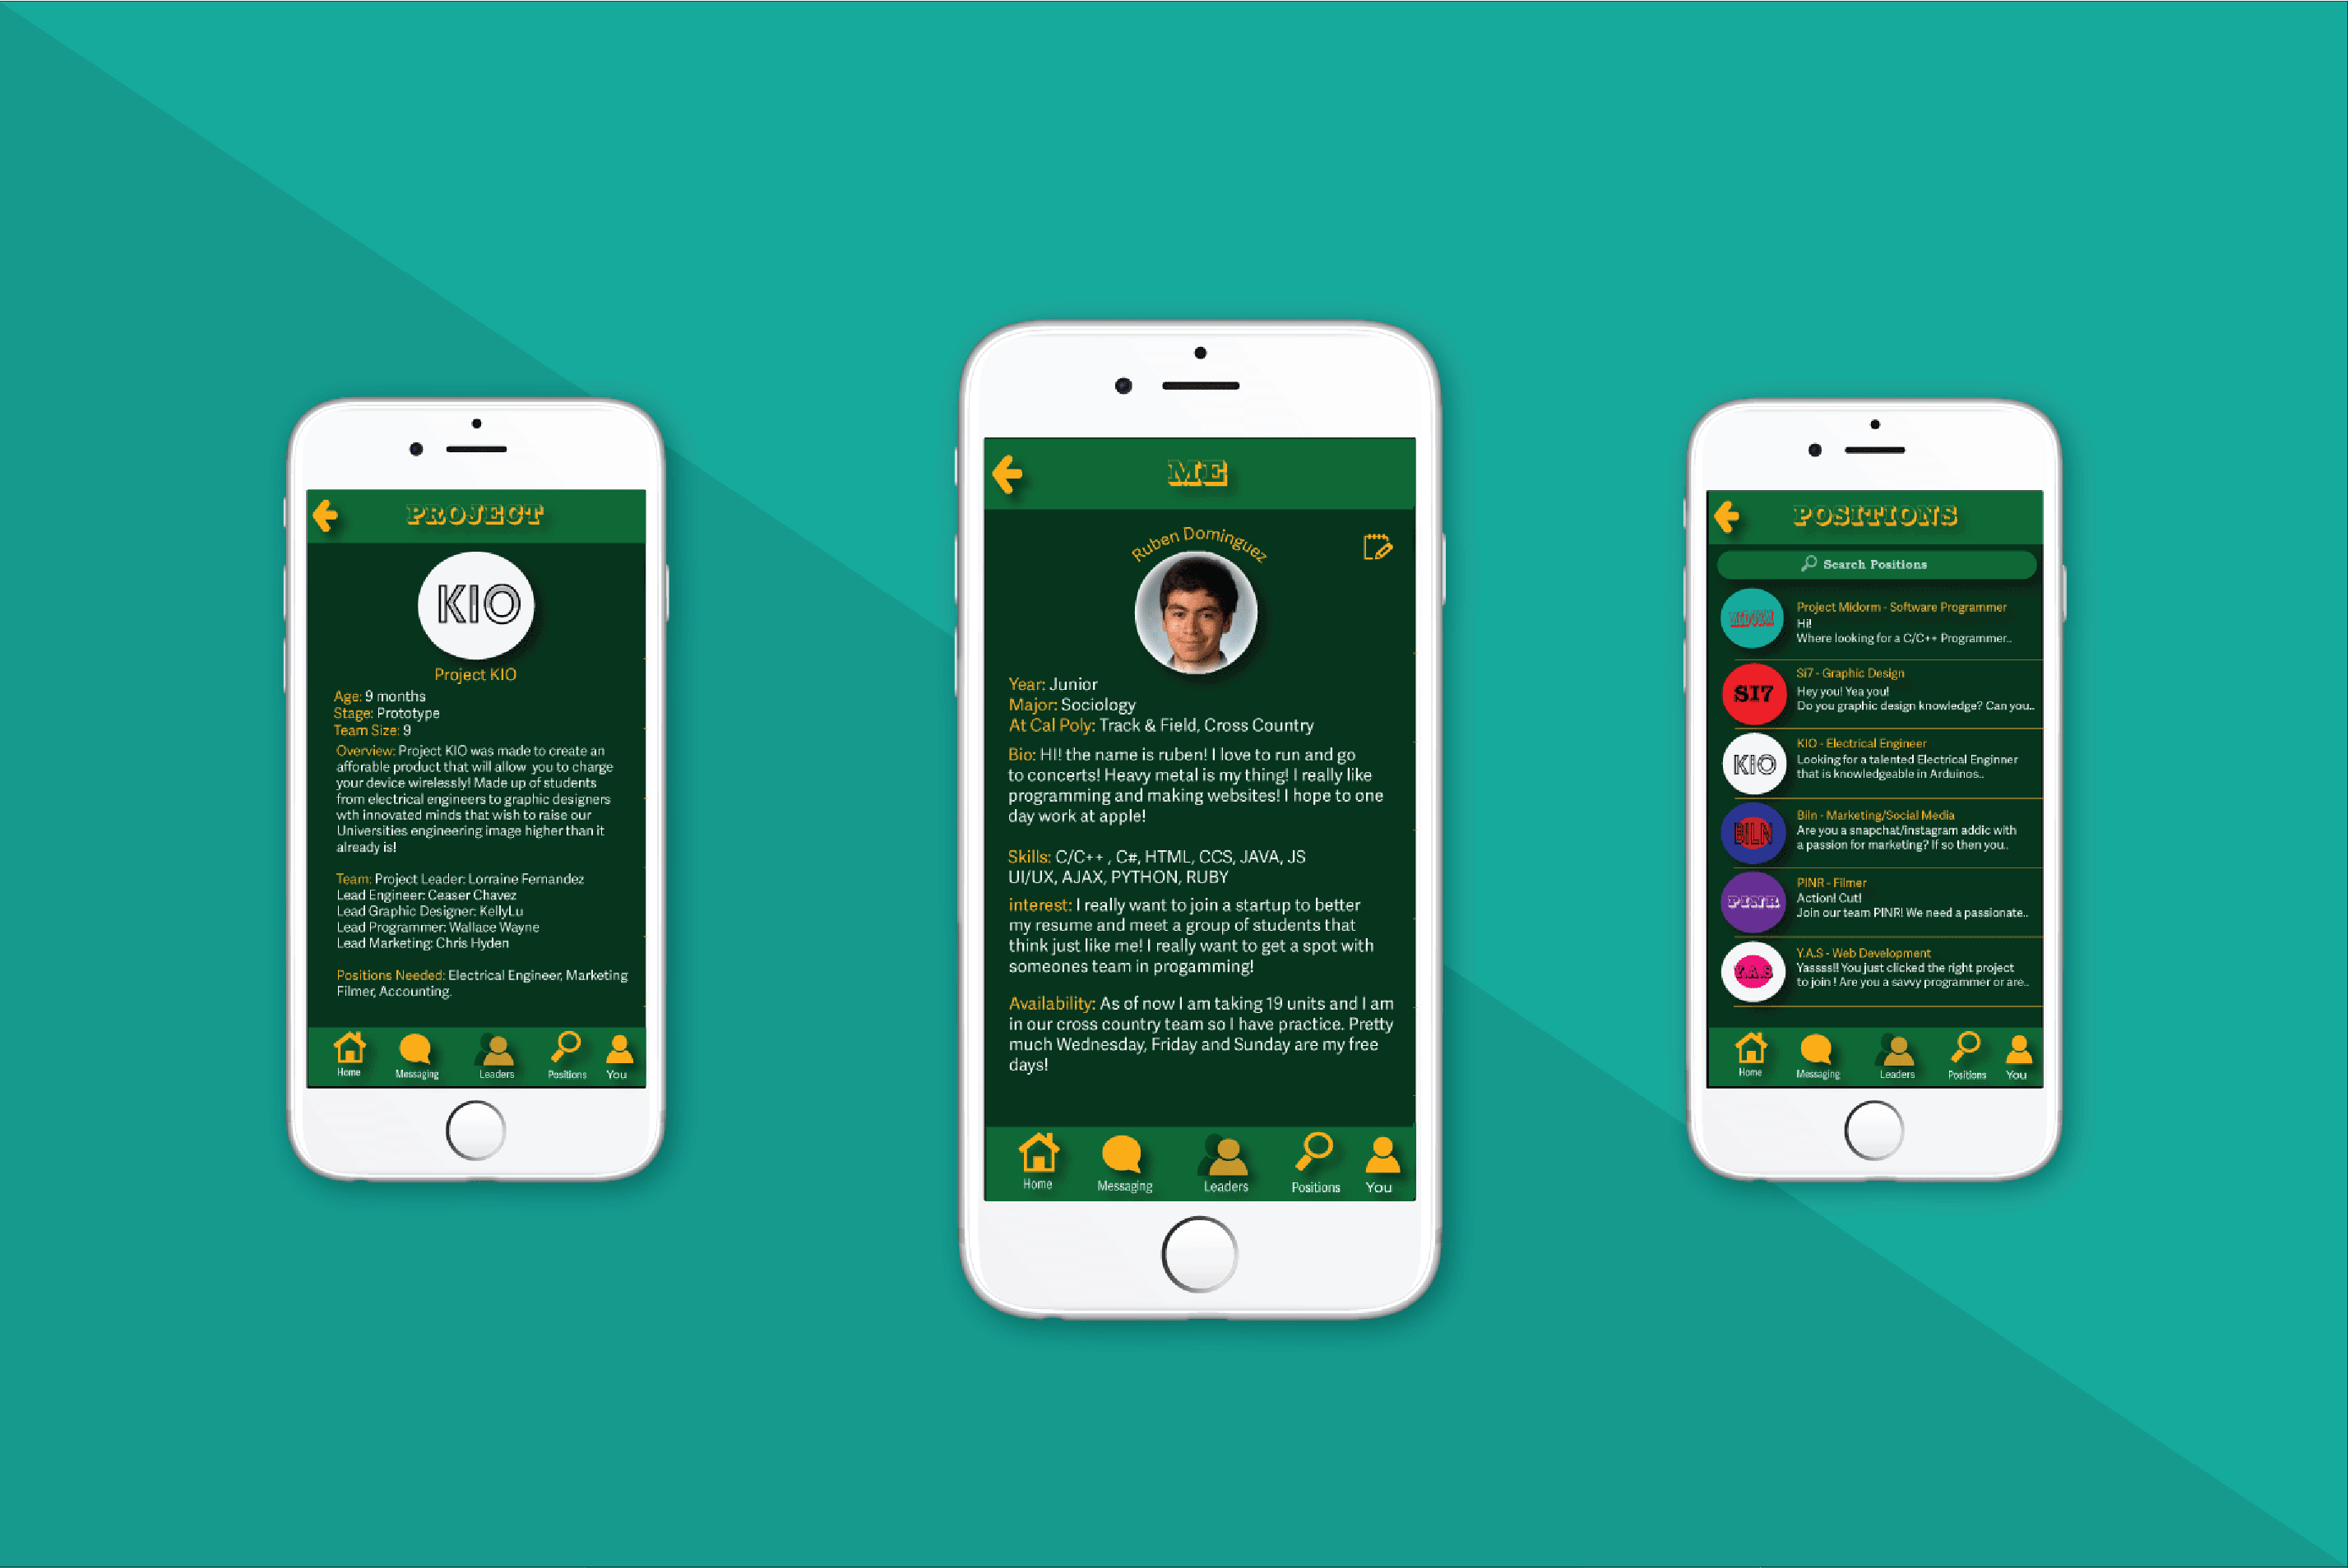 PROJECT
KIO
Project KIO
Age: 9 months
Stage: Prototype
Team Size: 9
Overview: Project KIO was made to create an
afforable product that will allow you to charge
your device wirelessly! Made up of students
from electrical engineers to graphic designers
wth innovated minds that wish to raise our
Universities engineering image higher than it
already is!
Team: Project Leader: Lorraine Fernandez
Lead Engineer: Ceaser Chavez
Lead Graphic Designer: KellyLu
Lead Programmer: Wallace Wayne
Lead Marketing: Chris Hyden
Positions Needed: Electrical Engineer, Marketing
Filmer, Accounting.
Home Messaging Leaders Positions You
ME
Ruben Dominguez
Year: Junior
Major: Sociology
At Cal Poly: Track & Field, Cross Country
Bio: HI! the name is ruben! I love to run and go
to concerts! Heavy metal is my thing! I really like
programming and making websites! I hope to one
day work at apple!
Skills: C/C++ , C#, HTML, CCS, JAVA, JS
UI/UX, AJAX, PYTHON, RUBY
interest: I really want to join a startup to better
my resume and meet a group of students that
think just like me! I really want to get a spot with
someones team in progamming!
Availability: As of now I am taking 19 units and I am
in our cross country team so I have practice. Pretty
much Wednesday, Friday and Sunday are my free
days!
Home Messaging Leaders Positions You
POSITIONS
Search Positions
MIDORM
Project Midorm - Software Programmer
Hi!
Where looking for a C/C++ Programmer..
SI7
SI7 - Graphic Design
Hey you! Yea you!
Do you graphic design knowledge? Can you..
KIO
KIO - Electrical Engineer
Looking for a talented Electrical Enginner
that is knowledgeable in Arduinos..
BILN
Biln - Marketing/Social Media
Are you a snapchat/instagram addic with
a passion for marketing? If so then you..
PINR
PINR - Filmer
Action! Cut!
Join our team PINR! We need a passionate..
Y.A.S
Y.A.S - Web Development
Yassss!! You just clicked the right project
to join ! Are you a savvy programmer or are..
Home Messaging Leaders Positions You